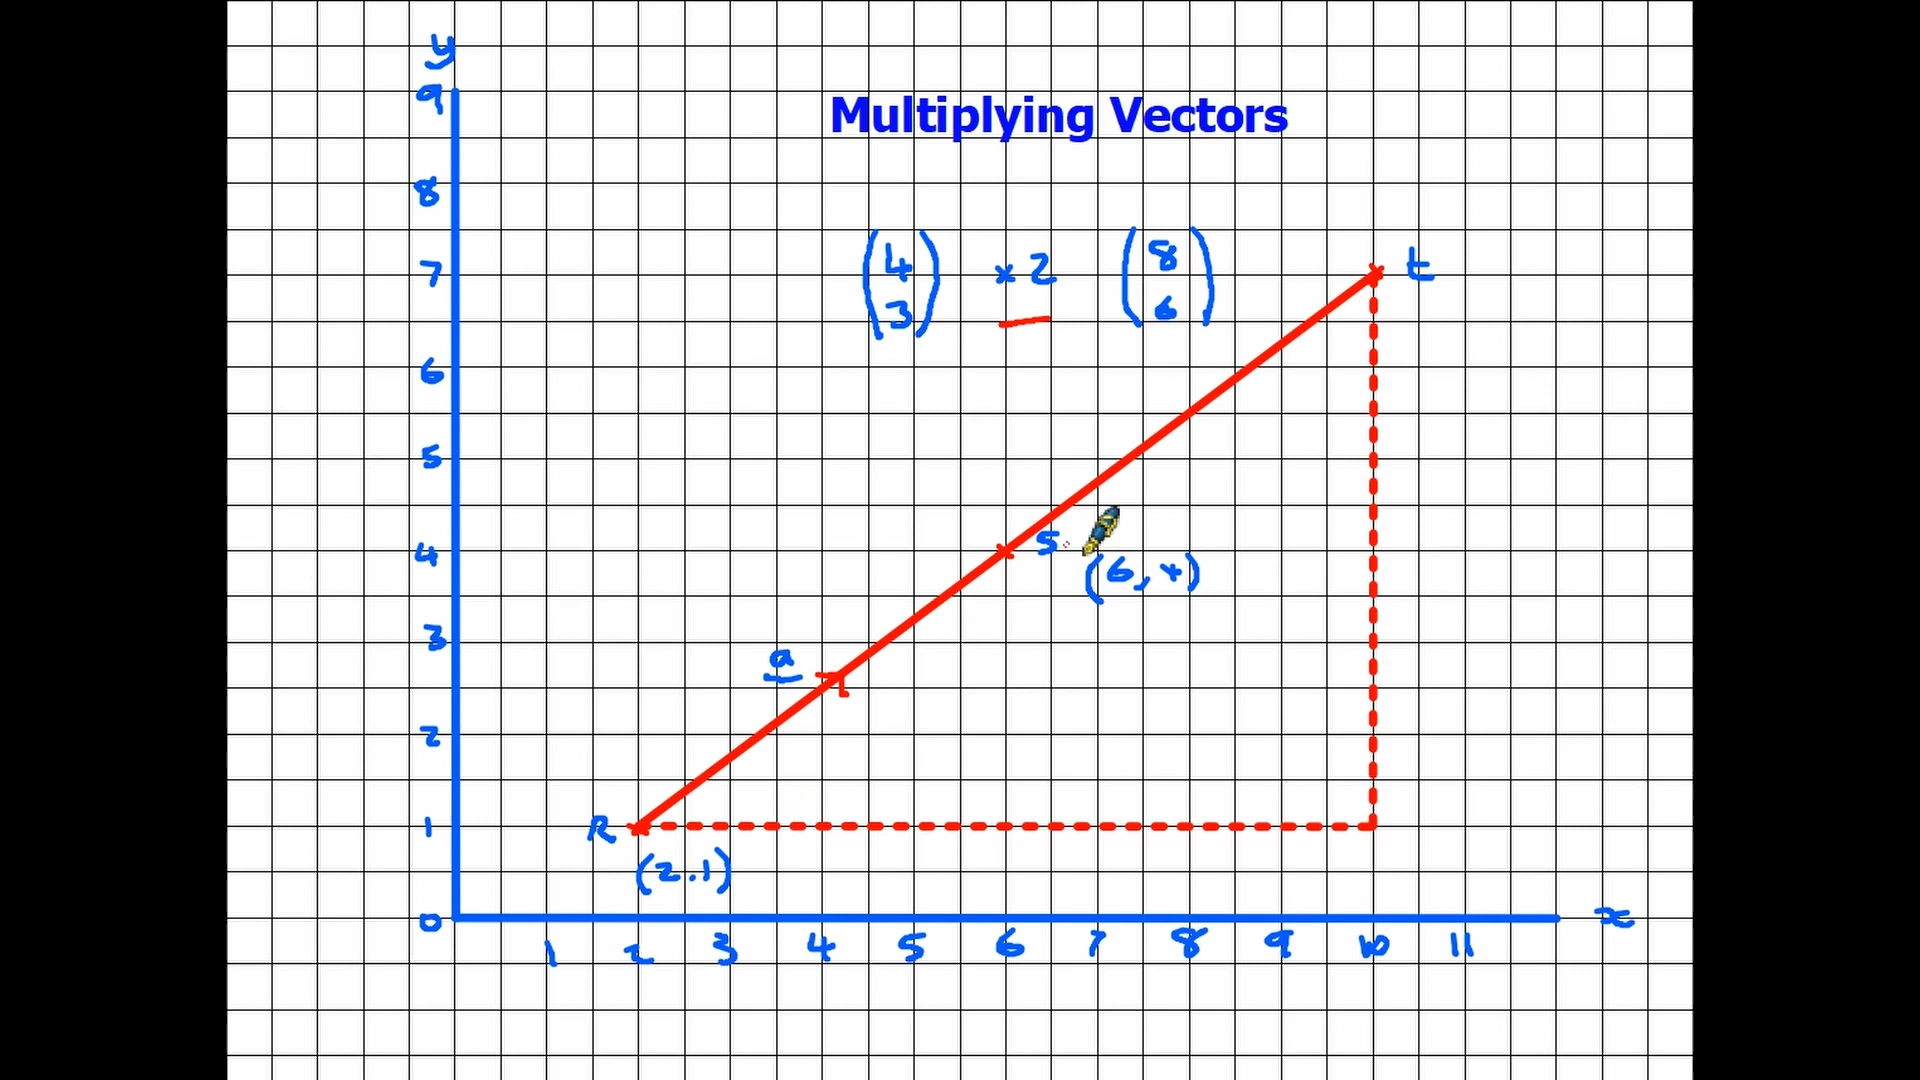 y
9
Multiplying Vectors
8
(4 3) × 2 (8 6)
7
t
6
5
4
S
(6, 4)
3
a
2
1
R
(2.1)
0
x
1 2 3 4 5 6 7 8 9 10 11